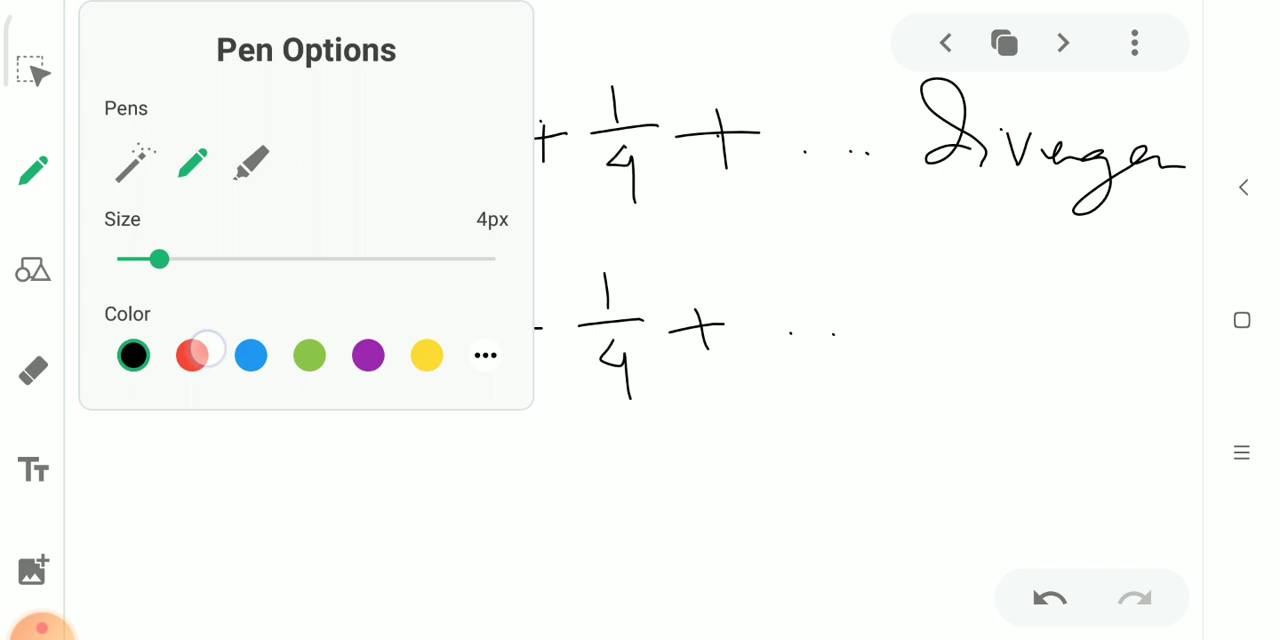 Pen Options
Pens
Size 4px
Color
+ 1/4 + ... Divergen
- 1/4 + ..